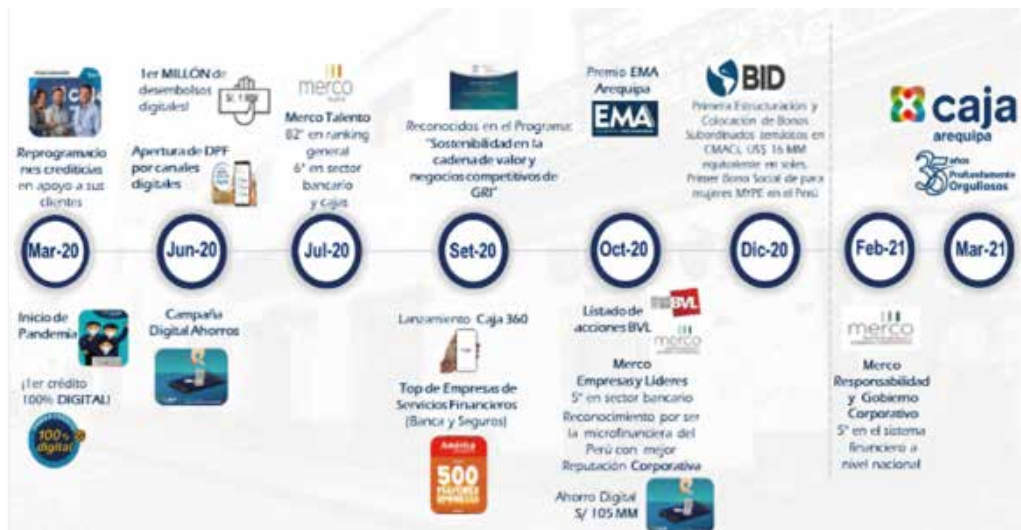 Reprogramacio
nes crediticias
en apoyo a sus
clientes
Mar-20
Inicio de
Pandemia
¡1er crédito
100% DIGITAL!
100%
digital
1er MILLÓN de
desembolsos
digitales!
Apertura de DPF
por canales
digitales
Jun-20
Campaña
Digital Ahorros
merco
Merco Talento
82° en ranking
general
6° en sector
bancario
y cajas
Jul-20
Reconocidos en el Programa:
"Sostenibilidad en la
cadena de valor y
negocios competitivos de
GRI"
Set-20
Lanzamiento Caja 360
Top de Empresas de
Servicios Financieros
(Banca y Seguros)
América
500
MAYORES
EMPRESAS
Premio EMA
Arequipa
EMA
Oct-20
Listado de
acciones BVL
BVL
merco
Merco
Empresas y Líderes
5° en sector bancario
Reconocimiento por ser
la microfinanciera del
Perú con mejor
Reputación Corporativa
Ahorro Digital
S/ 105 MM
BID
Primera Estructuración y
Colocación de Bonos
Subordinados temáticos en
CMACs, US$ 16 MM
equivalente en soles.
Primer Bono Social de para
mujeres MYPE en el Perú
Dic-20
Feb-21
merco
Merco
Responsabilidad
y Gobierno
Corporativo
5° en el sistema
financiero a
nivel nacional
caja
arequipa
35 años
Profundamente
Orgullosos
Mar-21